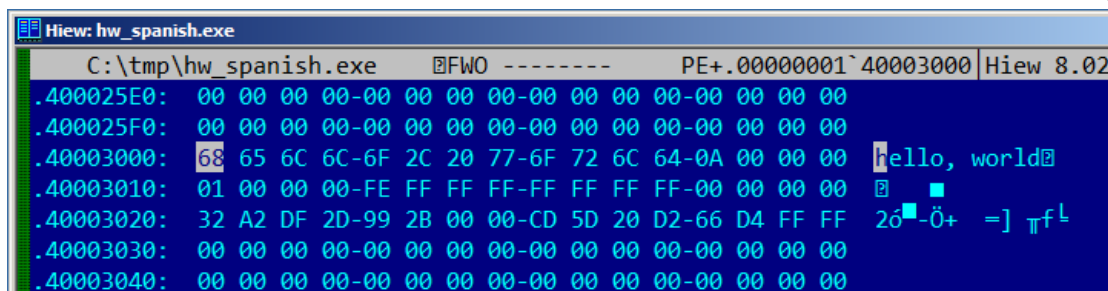 Hiew: hw_spanish.exe
C:\tmp\hw_spanish.exe FWO -------- PE+.00000001`40003000|Hiew 8.02
.400025E0: 00 00 00 00-00 00 00 00-00 00 00 00-00 00 00 00
.400025F0: 00 00 00 00-00 00 00 00-00 00 00 00-00 00 00 00
.40003000: 68 65 6C 6C-6F 2C 20 77-6F 72 6C 64-0A 00 00 00 hello, world
.40003010: 01 00 00 00-FE FF FF FF-FF FF FF FF-00 00 00 00 ■
.40003020: 32 A2 DF 2D-99 2B 00 00-CD 5D 20 D2-66 D4 FF FF 2ó▀-Ö+ =] ╥f╘
.40003030: 00 00 00 00-00 00 00 00-00 00 00 00-00 00 00 00
.40003040: 00 00 00 00-00 00 00 00-00 00 00 00-00 00 00 00